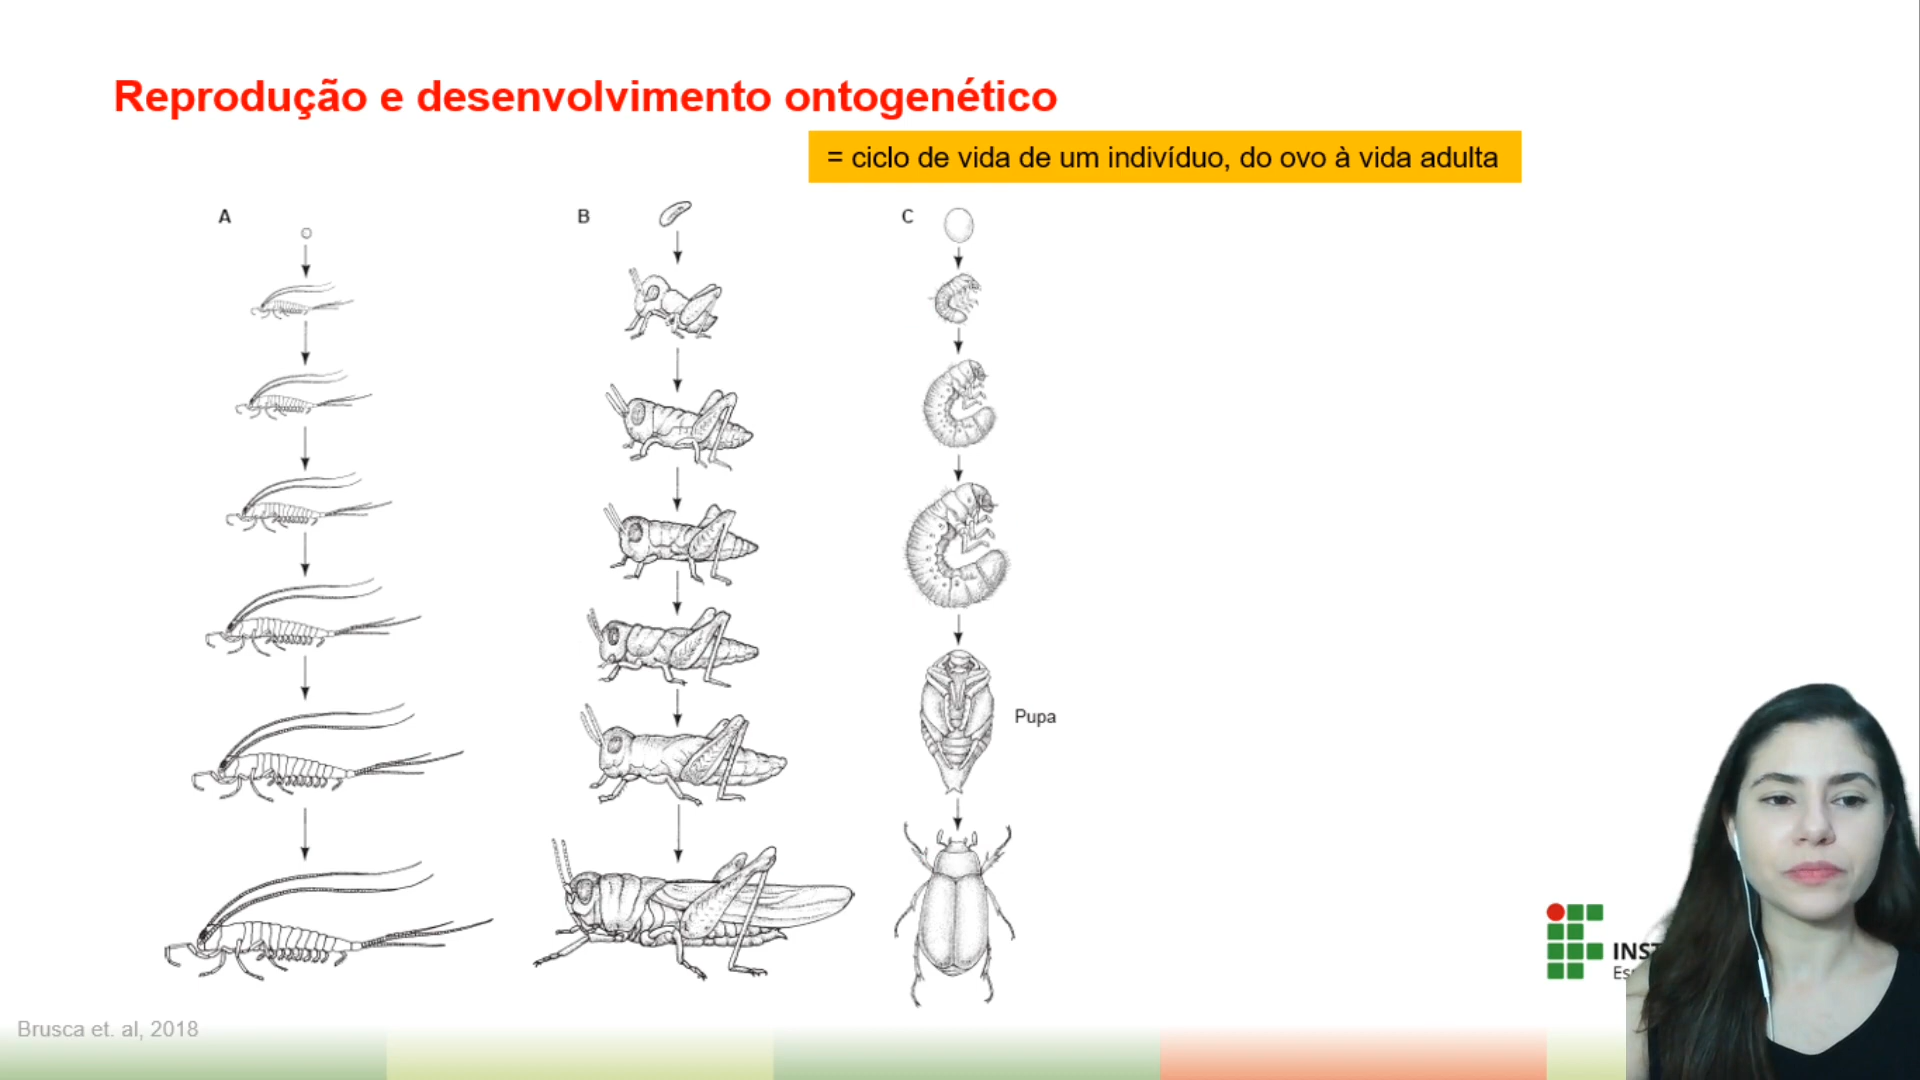 Reprodução e desenvolvimento ontogenético
= ciclo de vida de um indivíduo, do ovo à vida adulta
A
B
C
Pupa
Brusca et. al, 2018